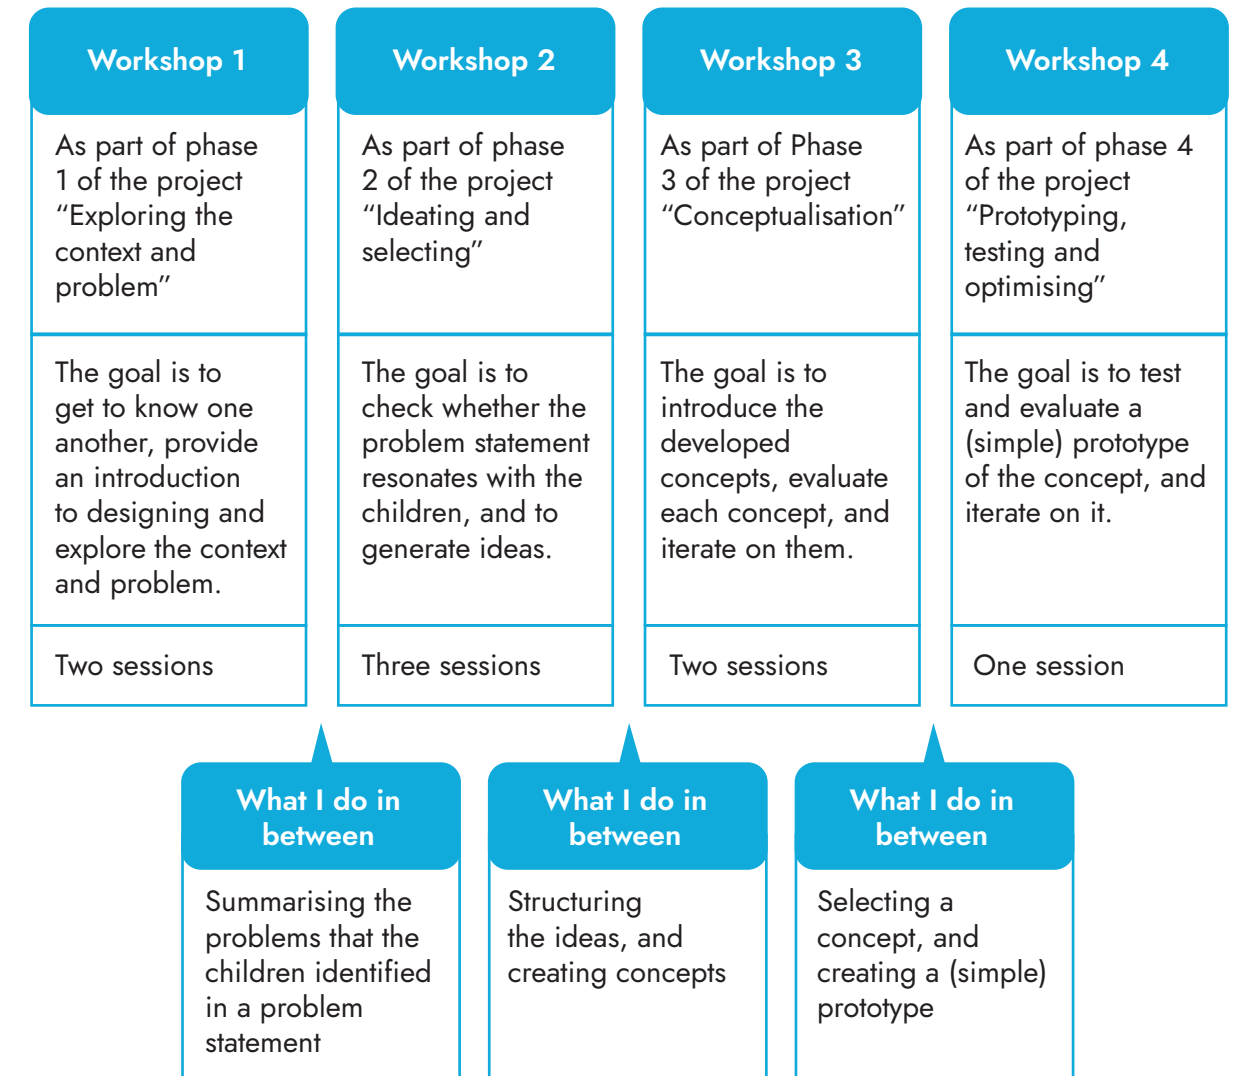 Workshop 1
As part of phase
1 of the project
“Exploring the
context and
problem”
The goal is to
get to know one
another, provide
an introduction
to designing and
explore the context
and problem.
Two sessions
Workshop 2
As part of phase
2 of the project
“Ideating and
selecting”
The goal is to
check whether the
problem statement
resonates with the
children, and to
generate ideas.
Three sessions
Workshop 3
As part of Phase
3 of the project
“Conceptualisation”
The goal is to
introduce the
developed
concepts, evaluate
each concept, and
iterate on them.
Two sessions
Workshop 4
As part of phase 4
of the project
“Prototyping,
testing and
optimising”
The goal is to test
and evaluate a
(simple) prototype
of the concept, and
iterate on it.
One session
What I do in
between
Summarising the
problems that the
children identified
in a problem
statement
What I do in
between
Structuring
the ideas, and
creating concepts
What I do in
between
Selecting a
concept, and
creating a (simple)
prototype